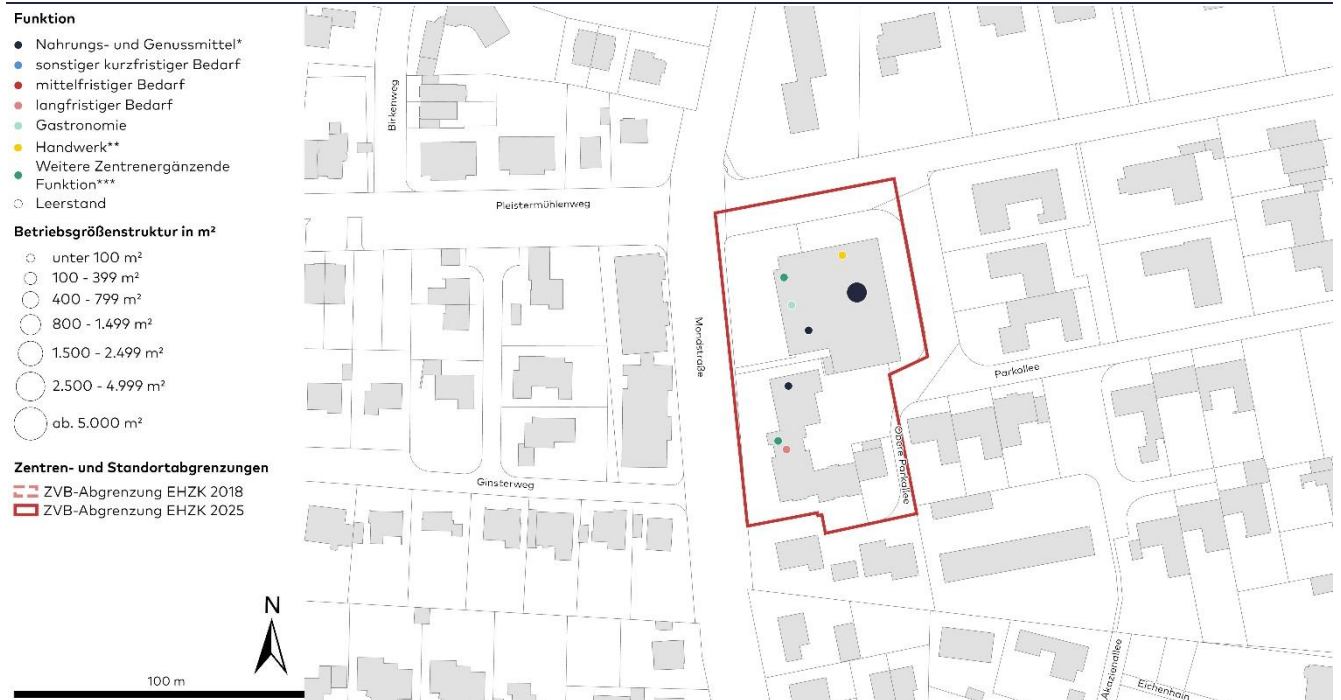 Funktion
Nahrungs- und Genussmittel*
sonstiger kurzfristiger Bedarf
mittelfristiger Bedarf
langfristiger Bedarf
Gastronomie
Handwerk**
Weitere Zentrenergänzende
Funktion***
Leerstand
Betriebsgrößenstruktur in m²
unter 100 m²
100 - 399 m²
400 - 799 m²
800 - 1.499 m²
1.500 - 2.499 m²
2.500 - 4.999 m²
ab. 5.000 m²
Zentren- und Standortabgrenzungen
ZVB-Abgrenzung EHZK 2018
ZVB-Abgrenzung EHZK 2025
N
100 m
Birkenweg
Pleistermühlenweg
Mondstraße
Parkallee
Obere Parkallee
Ginsterweg
Akazienallee
Eichenhain